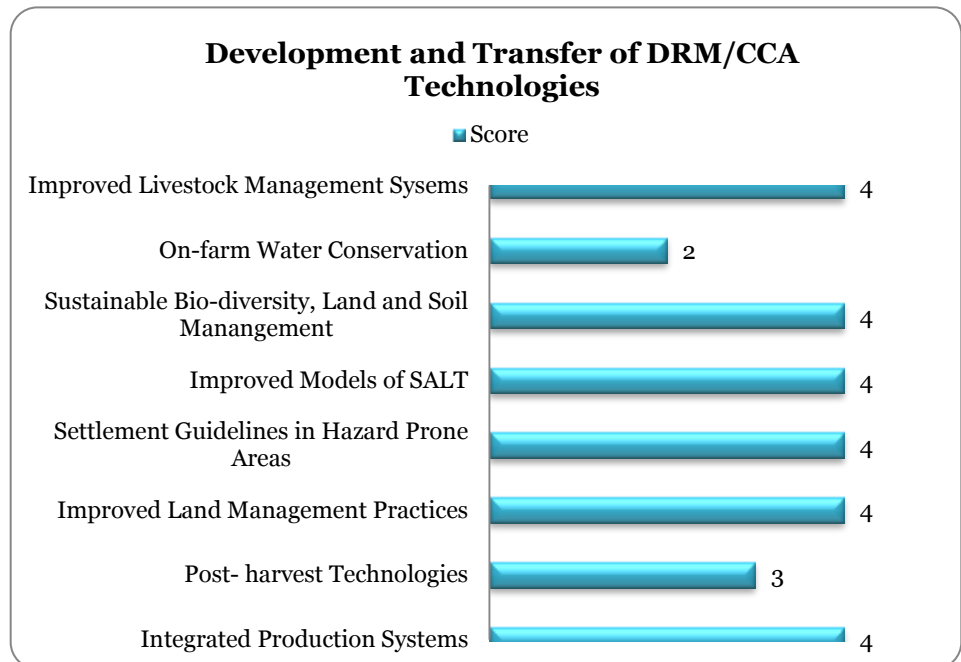 Development and Transfer of DRM/CCA
Technologies
Score
Improved Livestock Management Sysems 4
On-farm Water Conservation 2
Sustainable Bio-diversity, Land and Soil
Manangement 4
Improved Models of SALT 4
Settlement Guidelines in Hazard Prone
Areas 4
Improved Land Management Practices 4
Post- harvest Technologies 3
Integrated Production Systems 4